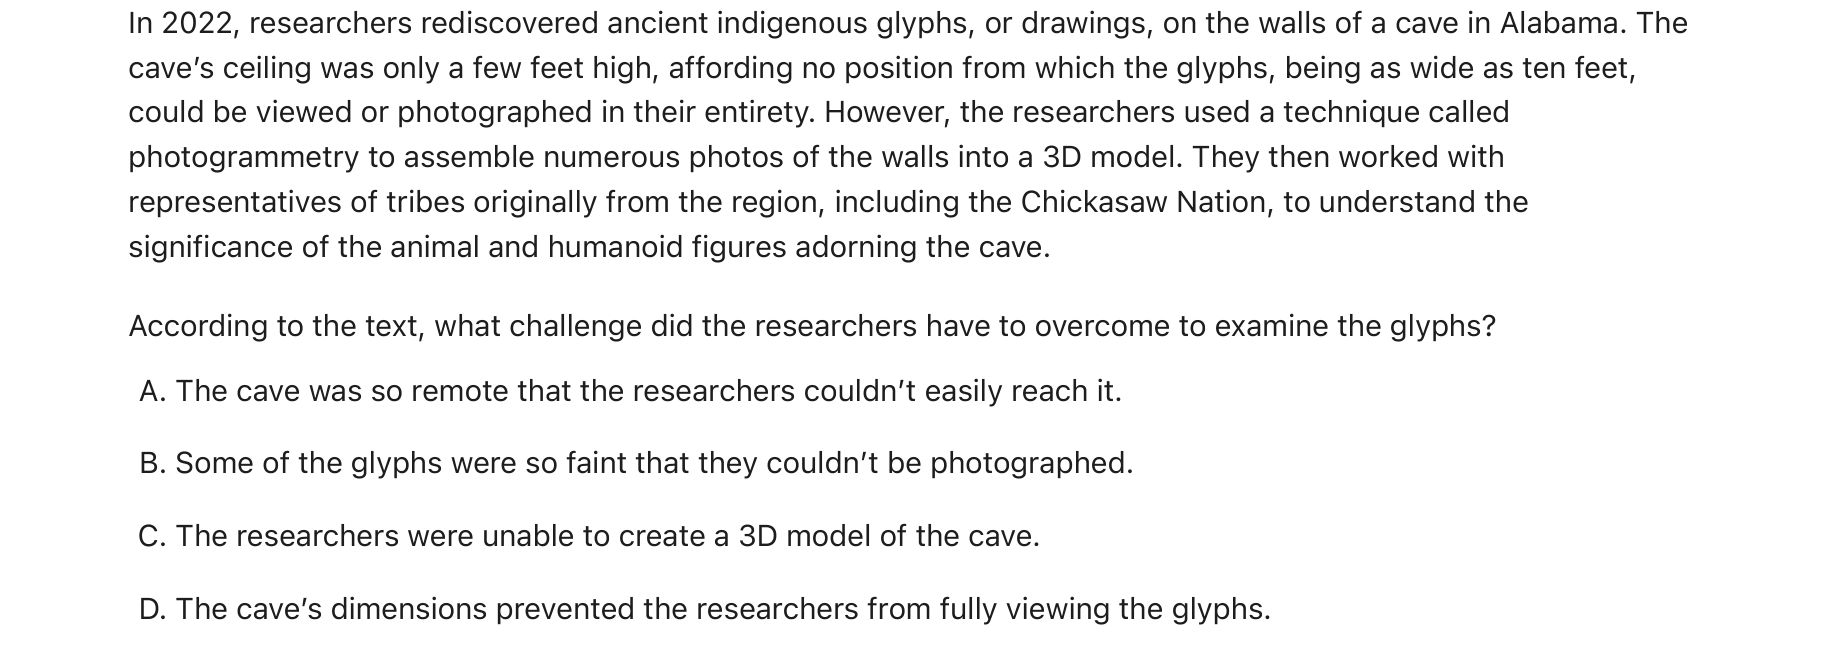 In 2022, researchers rediscovered ancient indigenous glyphs, or drawings, on the walls of a cave in Alabama. The
cave’s ceiling was only a few feet high, affording no position from which the glyphs, being as wide as ten feet,
could be viewed or photographed in their entirety. However, the researchers used a technique called
photogrammetry to assemble numerous photos of the walls into a 3D model. They then worked with
representatives of tribes originally from the region, including the Chickasaw Nation, to understand the
significance of the animal and humanoid figures adorning the cave.
According to the text, what challenge did the researchers have to overcome to examine the glyphs?
A. The cave was so remote that the researchers couldn’t easily reach it.
B. Some of the glyphs were so faint that they couldn’t be photographed.
C. The researchers were unable to create a 3D model of the cave.
D. The cave’s dimensions prevented the researchers from fully viewing the glyphs.